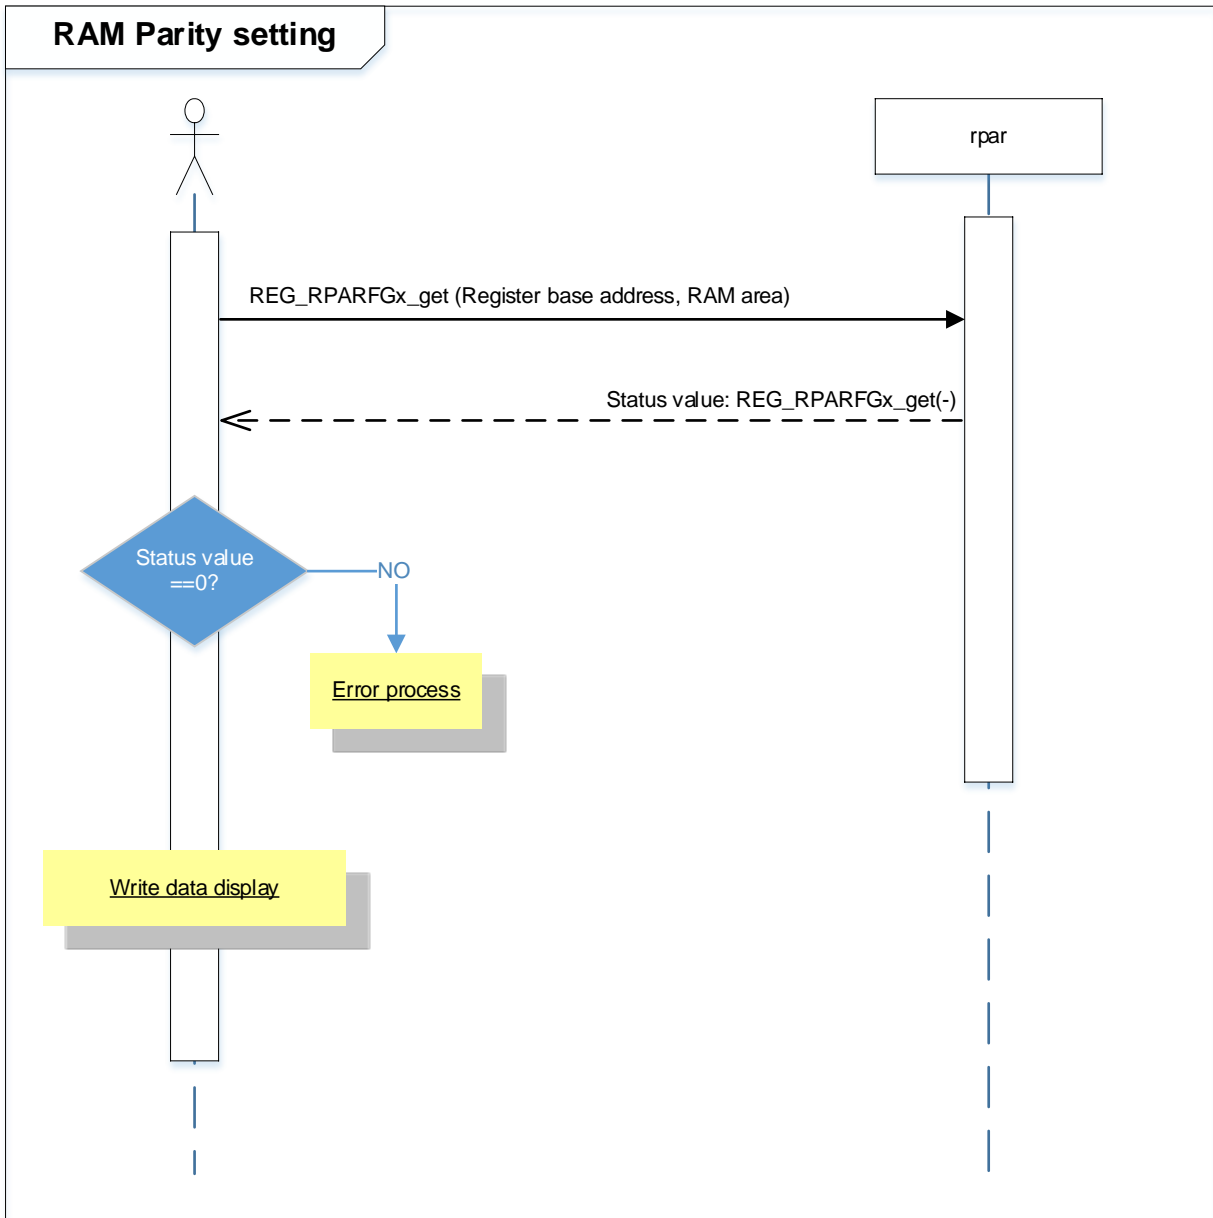 RAM Parity setting
rpar
REG_RPARFGx_get (Register base address, RAM area)
Status value: REG_RPARFGx_get(-)
Status value
==0?
NO
Error process
Write data display